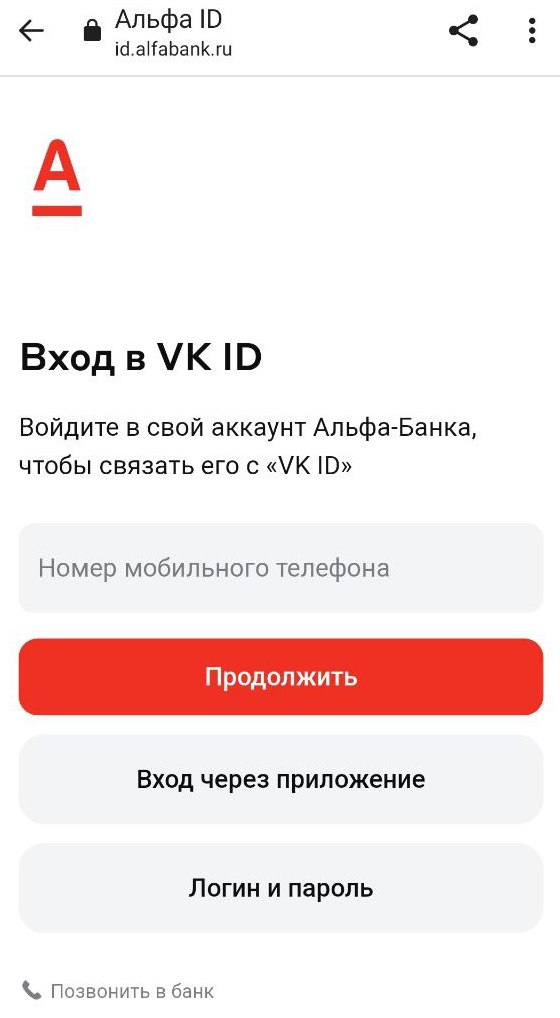 Альфа ID
id.alfabank.ru
А
Вход в VK ID
Войдите в свой аккаунт Альфа-Банка,
чтобы связать его с «VK ID»
Номер мобильного телефона
Продолжить
Вход через приложение
Логин и пароль
Позвонить в банк